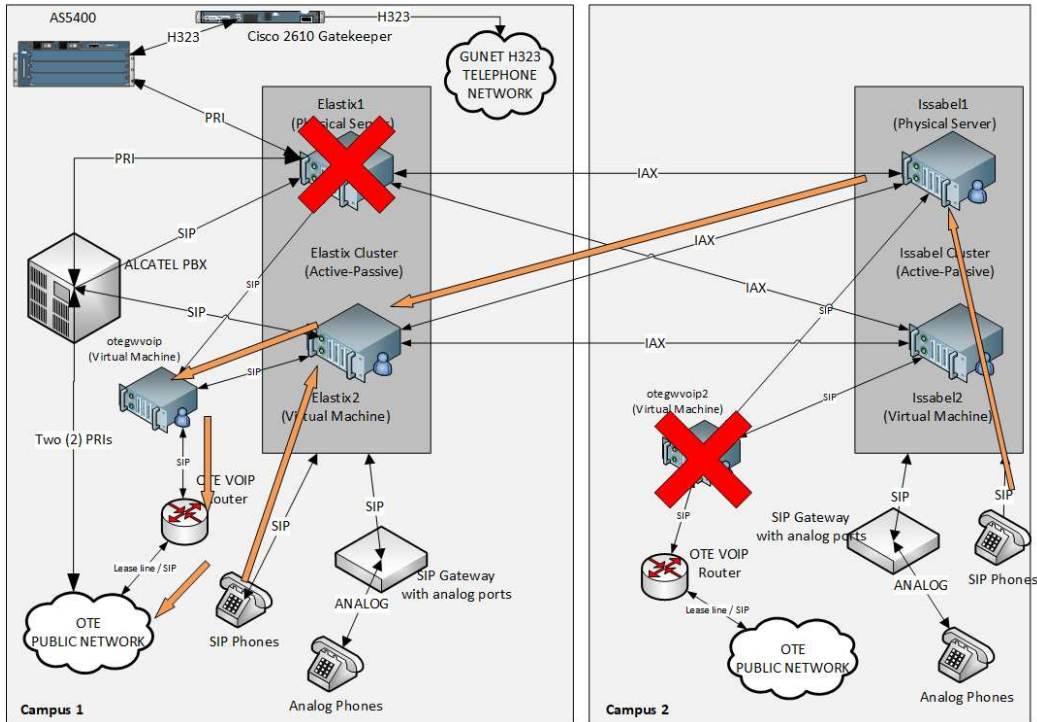 AS5400
H323
Cisco 2610 Gatekeeper
H323
GUNET H323
TELEPHONE
NETWORK
PRI
PRI
SIP
ALCATEL PBX
SIP
SIP
Elastix1
(Physical Server)
Elastix Cluster
(Active-Passive)
Elastix2
(Virtual Machine)
otegwvoip
(Virtual Machine)
SIP
Two (2) PRIs
SIP
OTE VOIP
Router
Lease line / SIP
OTE
PUBLIC NETWORK
SIP
SIP Phones
SIP
SIP Gateway
with analog ports
ANALOG
Analog Phones
Campus 1
IAX
IAX
IAX
IAX
Issabel1
(Physical Server)
Issabel Cluster
(Active-Passive)
Issabel2
(Virtual Machine)
SIP
SIP
otegwvoip2
(Virtual Machine)
SIP
OTE VOIP
Router
Lease line / SIP
OTE
PUBLIC NETWORK
SIP
SIP Gateway
with analog ports
ANALOG
SIP
SIP Phones
Analog Phones
Campus 2